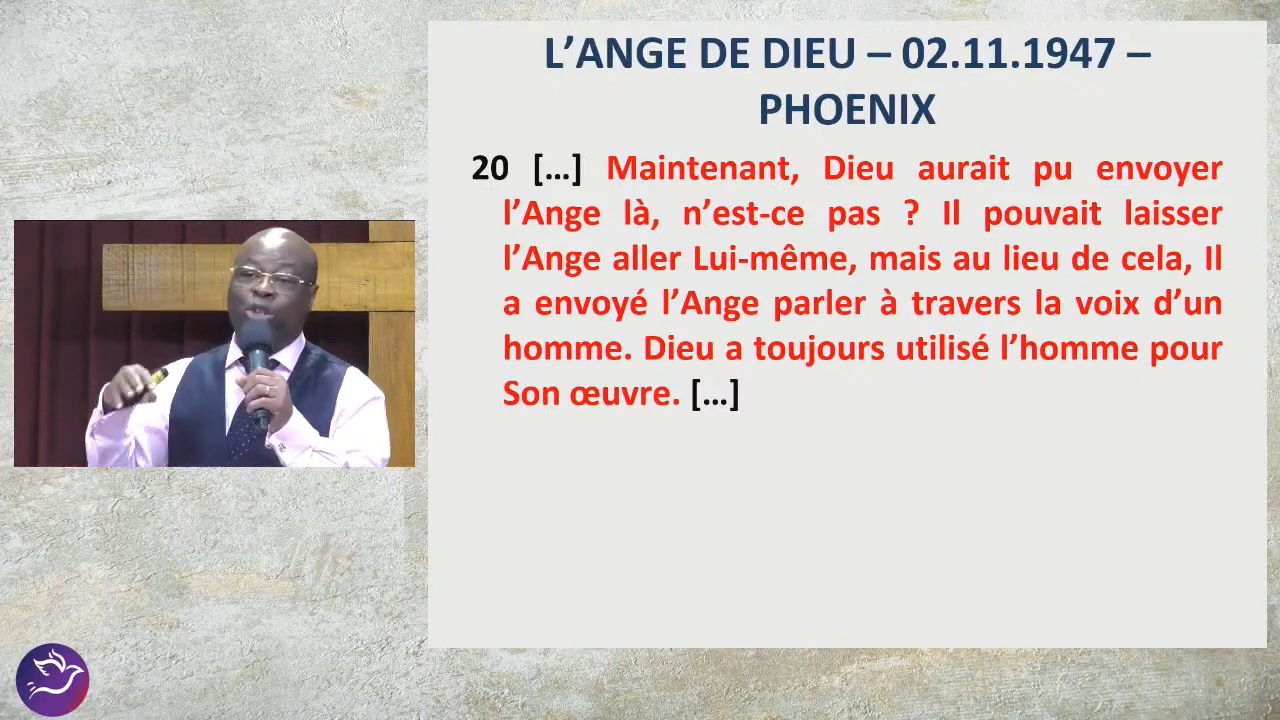 L’ANGE DE DIEU – 02.11.1947 –
PHOENIX
20 […] Maintenant, Dieu aurait pu envoyer
l’Ange là, n’est-ce pas ? Il pouvait laisser
l’Ange aller Lui-même, mais au lieu de cela, Il
a envoyé l’Ange parler à travers la voix d’un
homme. Dieu a toujours utilisé l’homme pour
Son œuvre. […]